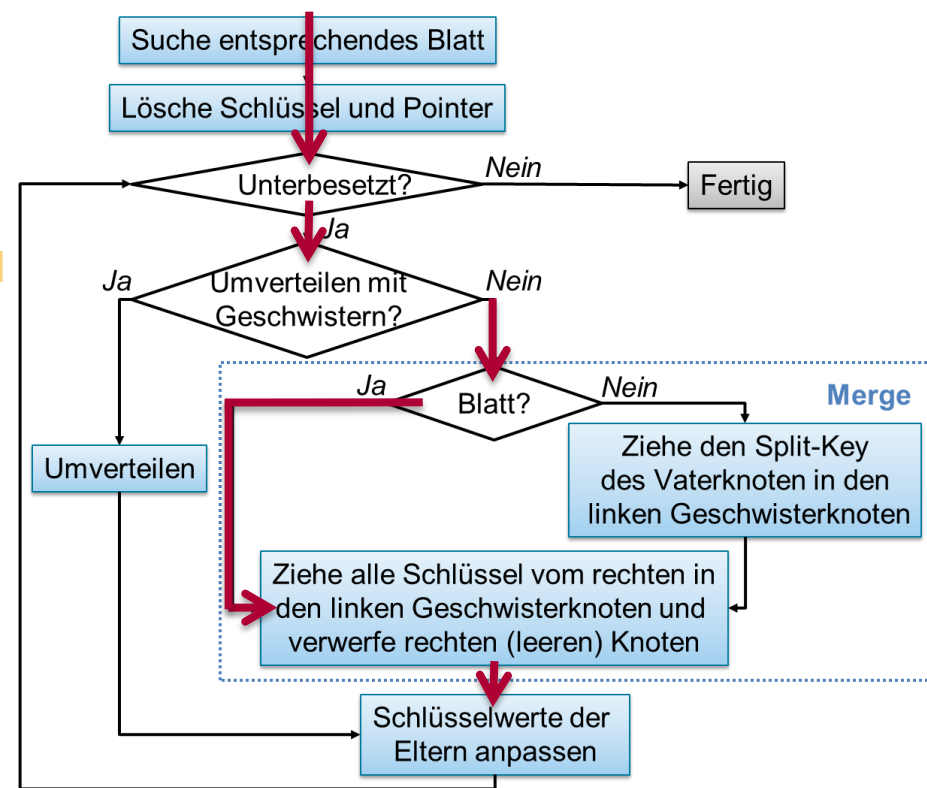 Suche entsprechendes Blatt
Lösche Schlüssel und Pointer
Unterbesetzt?
Nein
Fertig
Ja
Ja
Umverteilen mit
Geschwistern?
Nein
Ja
Blatt?
Nein
Merge
Umverteilen
Ziehe den Split-Key
des Vaterknoten in den
linken Geschwisterknoten
Ziehe alle Schlüssel vom rechten in
den linken Geschwisterknoten und
verwerfe rechten (leeren) Knoten
Schlüsselwerte der
Eltern anpassen